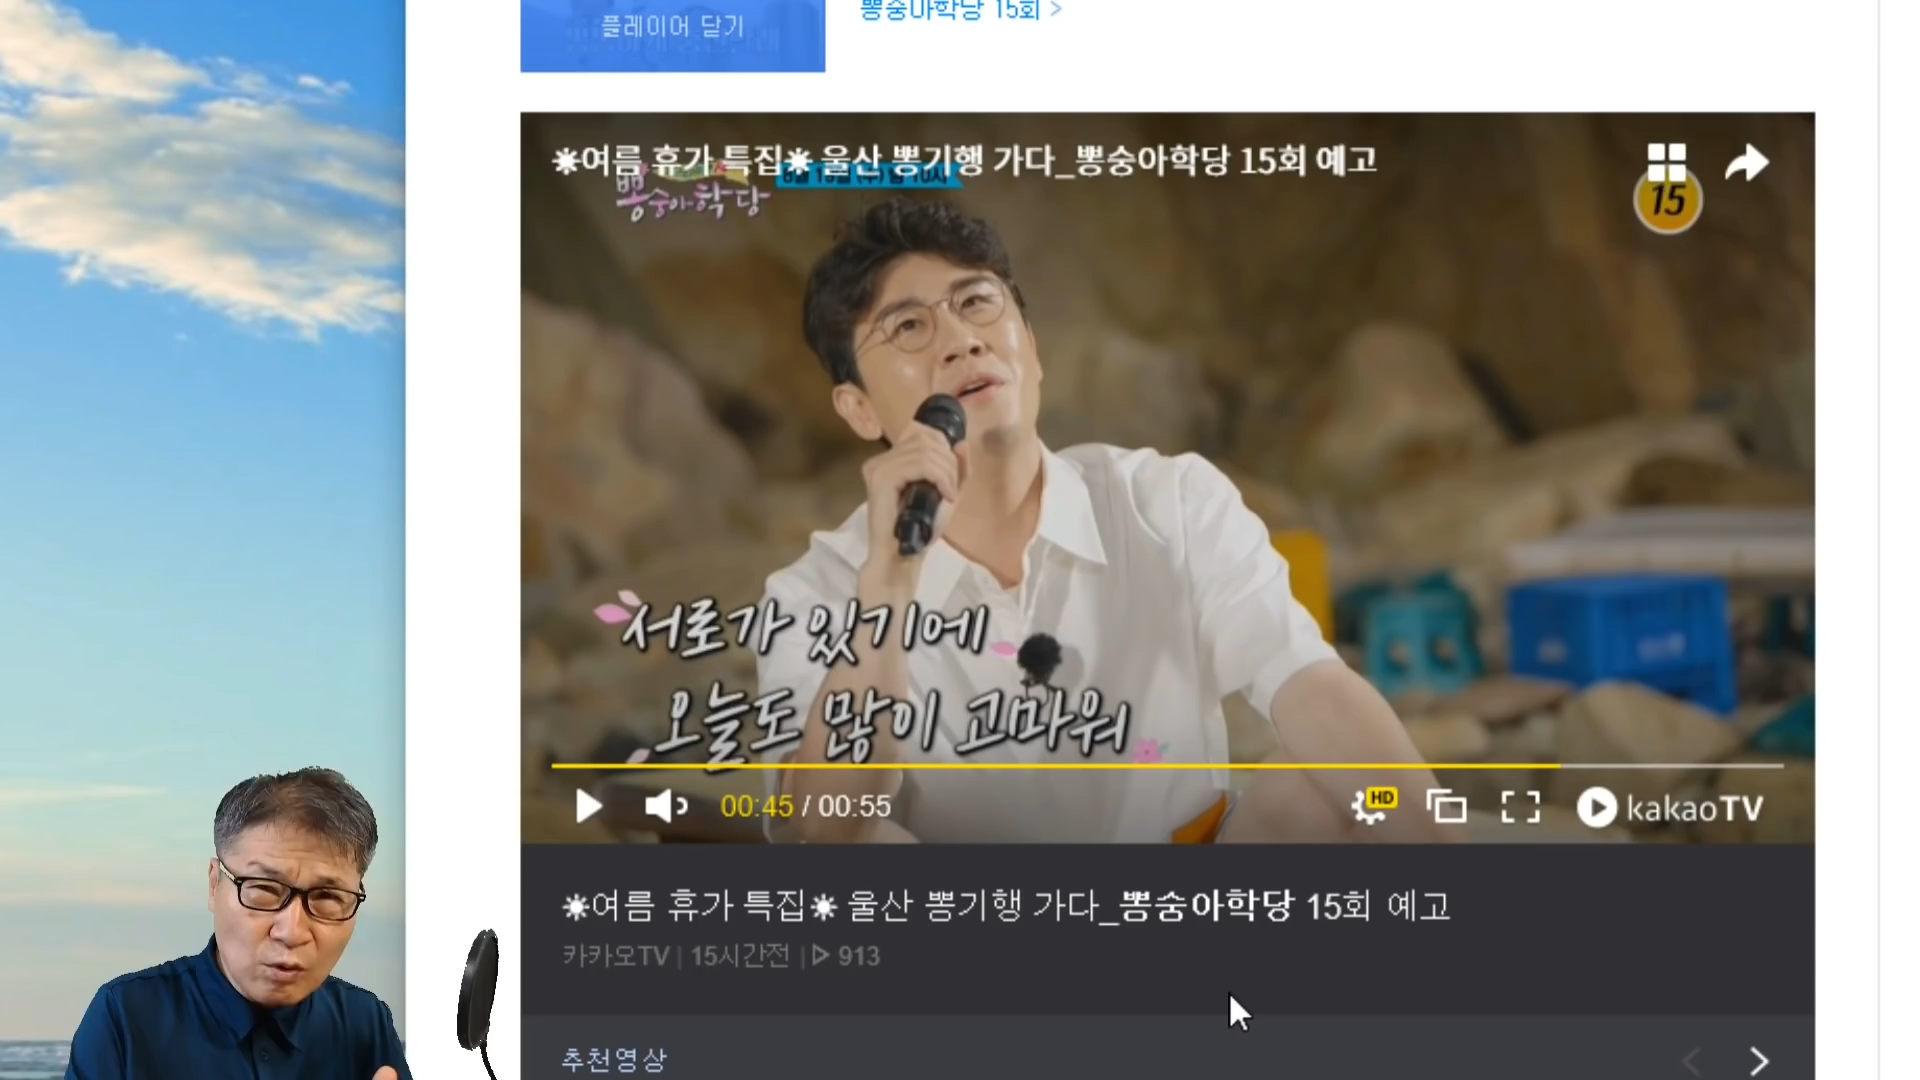 플레이어 닫기
뽕숭아학당 15회 >
☀여름 휴가 특집☀ 울산 뽕기행 가다_뽕숭아학당 15회 예고
뽕숭아학당
15
서로가 있기에
오늘도 많이 고마워
00:45 / 00:55
HD
kakaoTV
☀여름 휴가 특집☀ 울산 뽕기행 가다_뽕숭아학당 15회 예고
카카오TV | 15시간전 | ▷ 913
추천영상